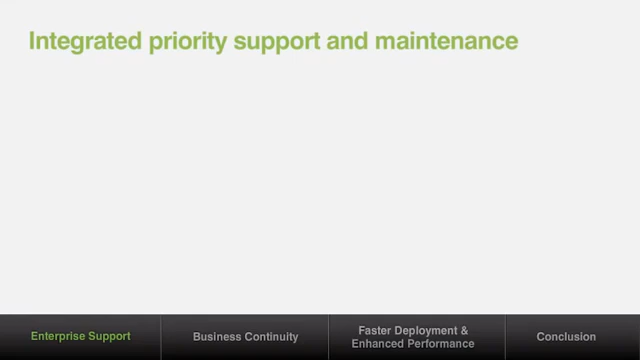 Integrated priority support and maintenance
Enterprise Support
Business Continuity
Faster Deployment &
Enhanced Performance
Conclusion